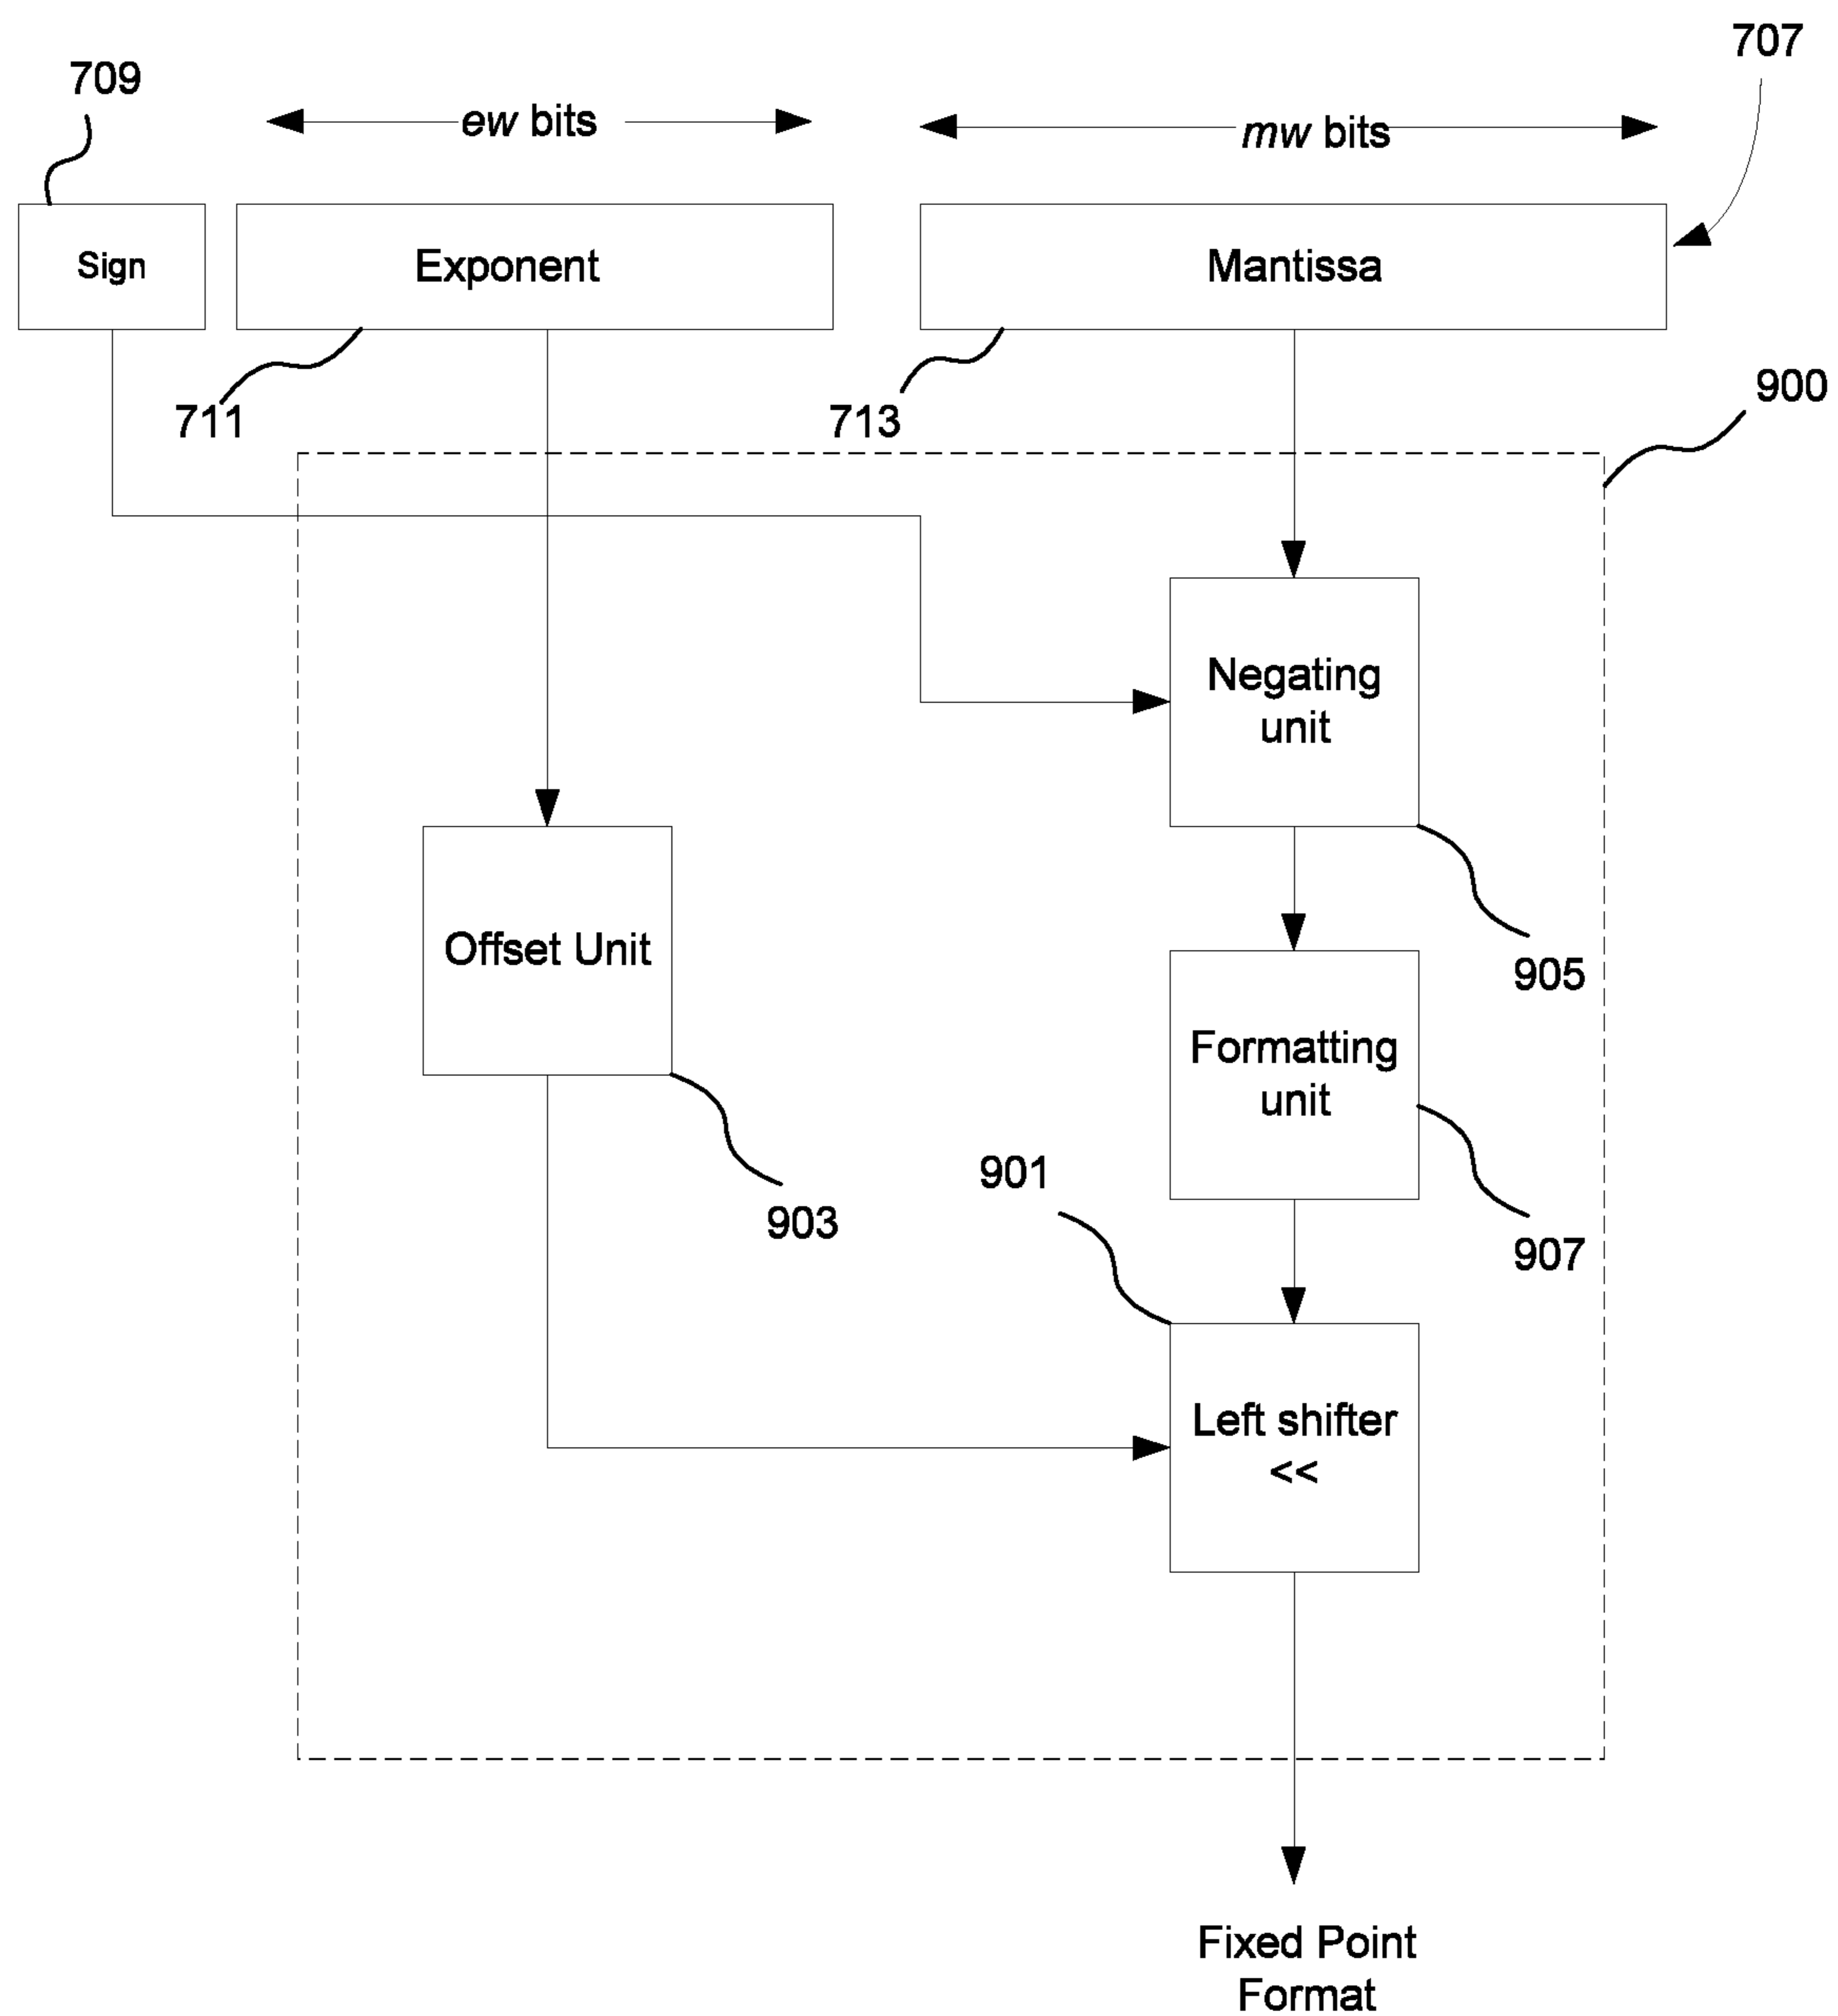 707
709
ew bits
mw bits
Sign
Exponent
Mantissa
711
713
900
Negating
unit
Offset Unit
905
Formatting
unit
901
903
907
Left shifter
<<
Fixed Point
Format